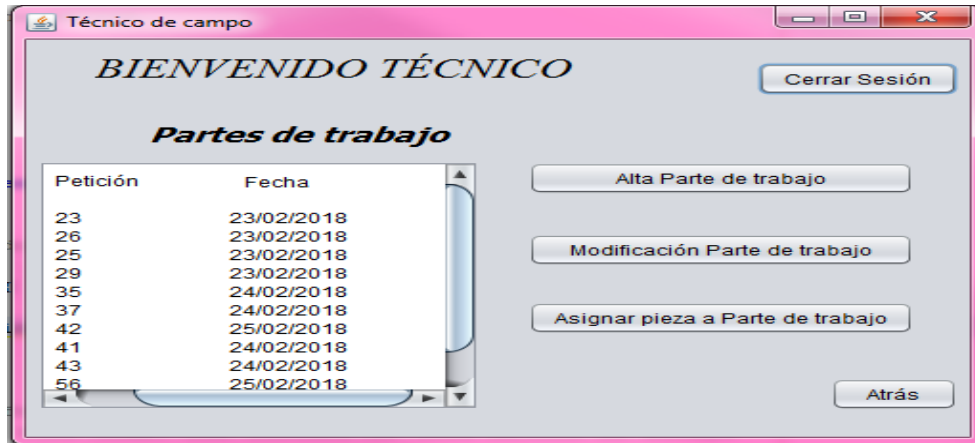 Técnico de campo
BIENVENIDO TÉCNICO
Cerrar Sesión
Partes de trabajo
Petición Fecha
23 23/02/2018
26 23/02/2018
25 23/02/2018
29 23/02/2018
35 24/02/2018
37 24/02/2018
42 25/02/2018
41 24/02/2018
43 24/02/2018
56 25/02/2018
Alta Parte de trabajo
Modificación Parte de trabajo
Asignar pieza a Parte de trabajo
Atrás